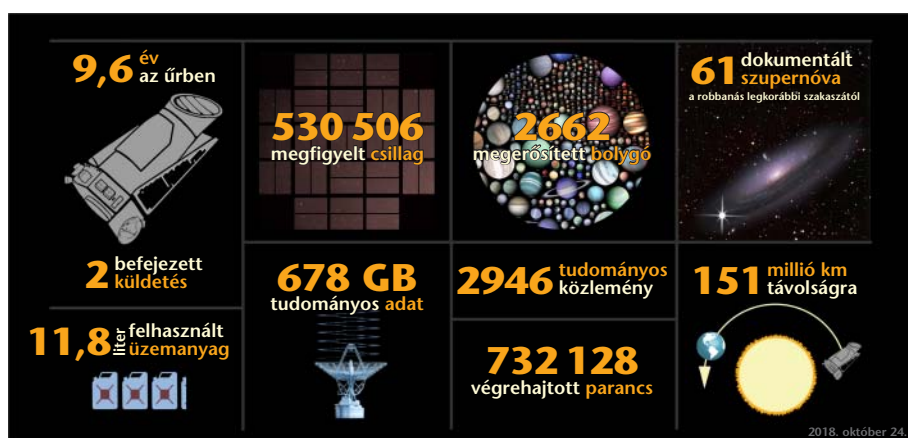 9,6 év
az űrben
530 506
megfigyelt csillag
2662
megerősített bolygó
61 dokumentált
szupernóva
a robbanás legkorábbi szakaszától
2 befejezett
küldetés
678 GB
tudományos adat
2946 tudományos
közlemény
151 millió km
távolságra
11,8 liter felhasznált
üzemanyag
732 128
végrehajtott parancs
2018. október 24.